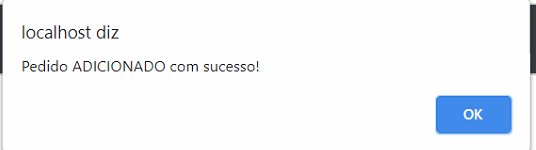 localhost diz
Pedido ADICIONADO com sucesso!
OK